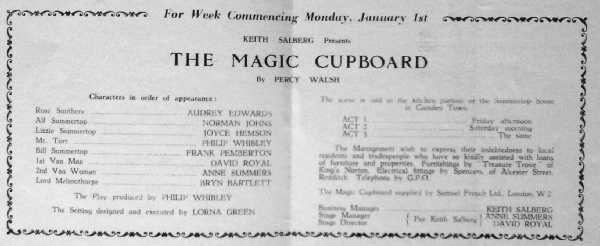 For Week Commencing Monday, January 1st
KEITH SALBERG Presents
THE MAGIC CUPBOARD
By PERCY WALSH
Characters in order of appearance:
Rose Smithers AUDREY EDWARDS
Alf Summertop NORMAN JOHNS
Lizzie Summertop JOYCE HEMSON
Mr. Tort PHILIP WHIBLEY
Bill Summertop FRANK PEMBERTON
1st Van Man DAVID ROYAL
2nd Van Woman ANNE SUMMERS
Lord Melmothorpe BRYN BARTLETT
The Play produced by PHILIP WHIBLEY
The Setting designed and executed by LORNA GREEN
The scene is laid in the kitchen parlour of the Summertop house
in Camden Town.
ACT 1. Friday afternoon
ACT 2. Saturday morning
ACT 3. The same
The Management wish to express their indebtedness to local
residents and tradespeople who have so kindly assisted with loans
of furniture and properties. Furnishings by Treasure Trove of
King's Norton. Electrical fittings by Spencers, of Alcester Street,
Redditch. Telephone by G.P.O.
The Magic Cupboard supplied by Samuel French Ltd., London, W.2.
Business Manager KEITH SALBERG
Stage Manager For Keith Salberg ANNE SUMMERS
Stage Director DAVID ROYAL